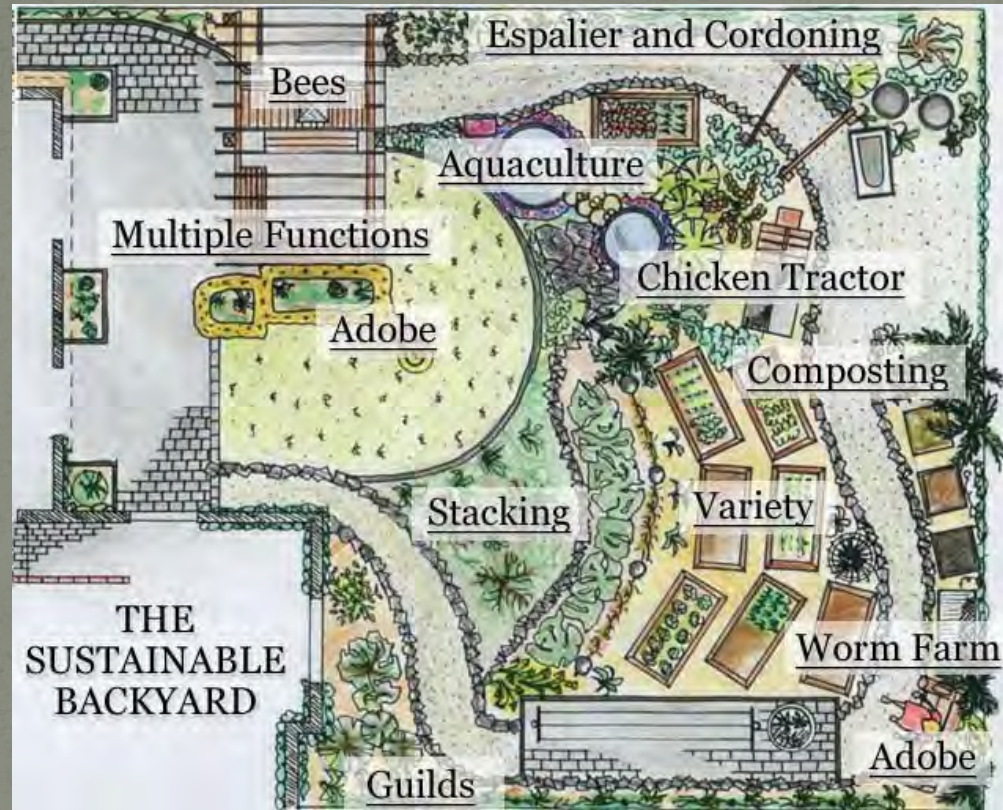 Espalier and Cordoning
Bees
Aquaculture
Multiple Functions
Chicken Tractor
Adobe
Composting
Stacking
Variety
THE
SUSTAINABLE
BACKYARD
Worm Farm
Adobe
Guilds